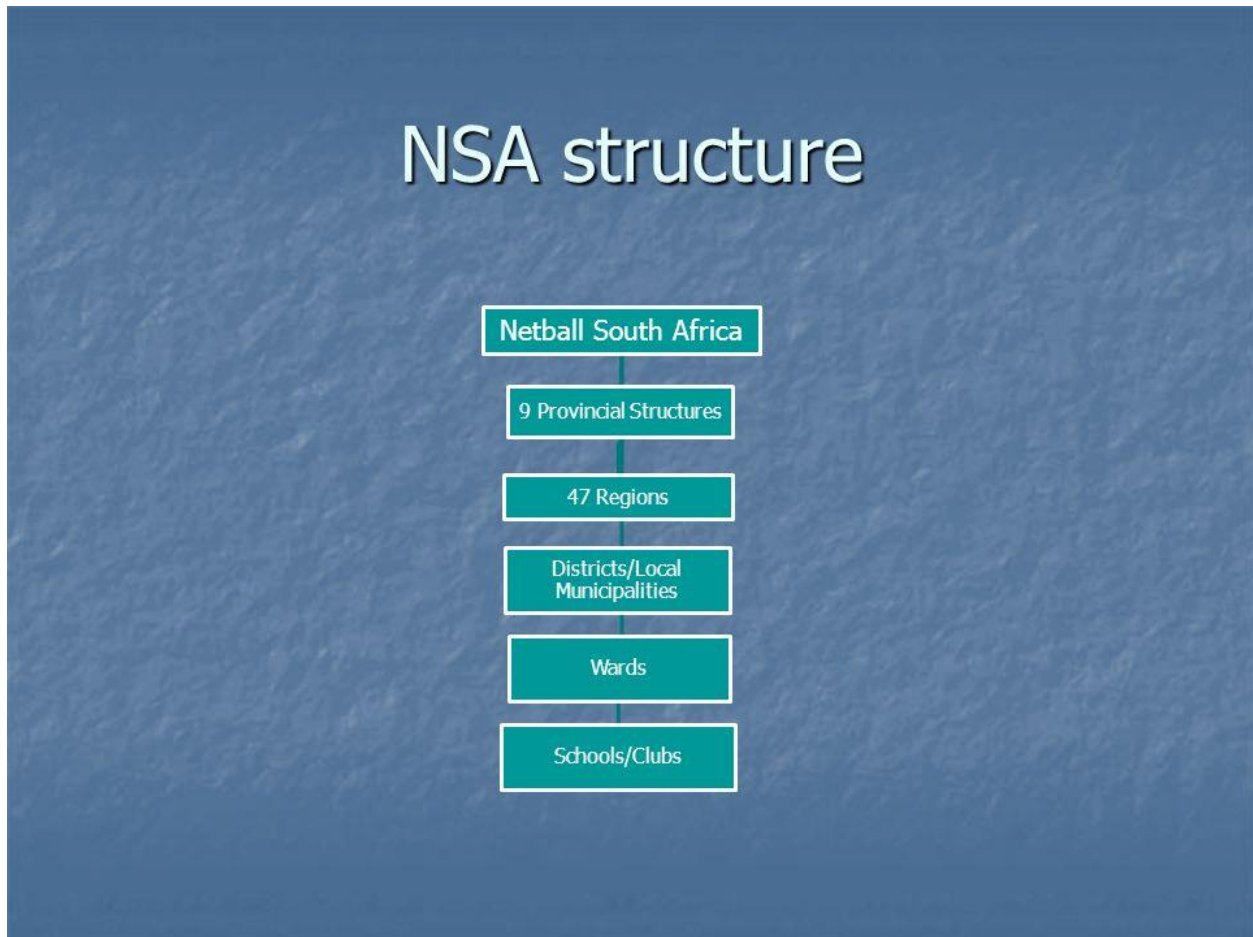 NSA structure
Netball South Africa
9 Provincial Structures
47 Regions
Districts/Local
Municipalities
Wards
Schools/Clubs